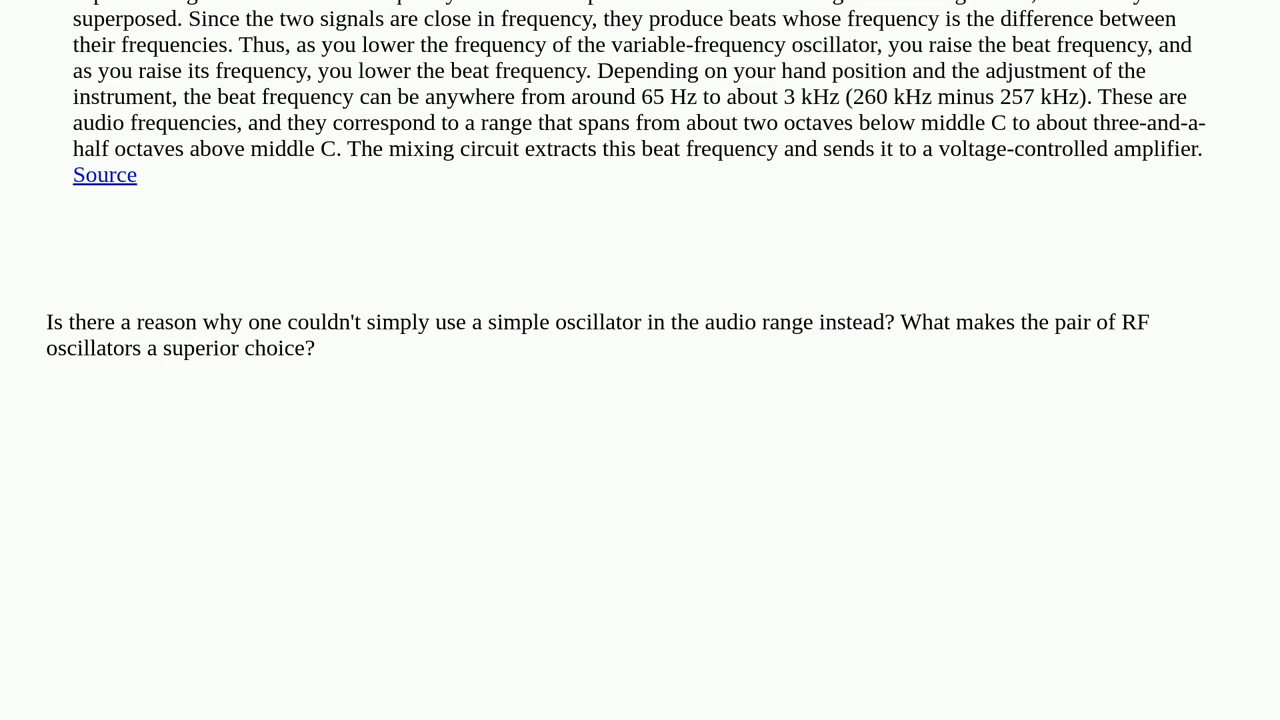 superposed. Since the two signals are close in frequency, they produce beats whose frequency is the difference between
their frequencies. Thus, as you lower the frequency of the variable-frequency oscillator, you raise the beat frequency, and
as you raise its frequency, you lower the beat frequency. Depending on your hand position and the adjustment of the
instrument, the beat frequency can be anywhere from around 65 Hz to about 3 kHz (260 kHz minus 257 kHz). These are
audio frequencies, and they correspond to a range that spans from about two octaves below middle C to about three-and-a-
half octaves above middle C. The mixing circuit extracts this beat frequency and sends it to a voltage-controlled amplifier.
Source
Is there a reason why one couldn't simply use a simple oscillator in the audio range instead? What makes the pair of RF
oscillators a superior choice?